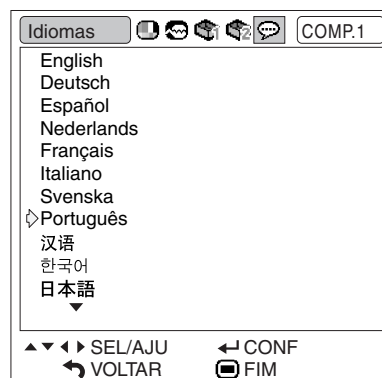 Idiomas COMP.1
English
Deutsch
Español
Nederlands
Français
Italiano
Svenska
Português
汉语
한국어
日本語
SEL/AJU CONF
VOLTAR FIM